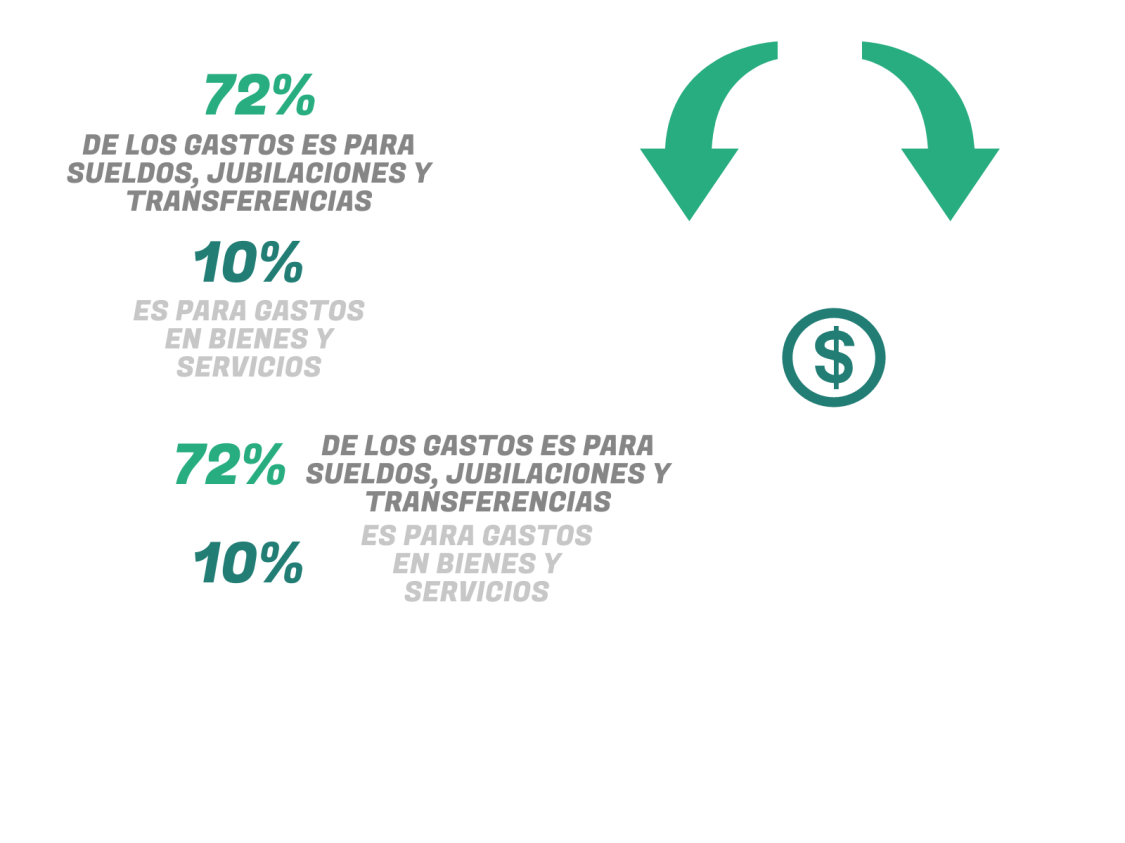 72%
DE LOS GASTOS ES PARA
SUELDOS, JUBILACIONES Y
TRANSFERENCIAS
10%
ES PARA GASTOS
EN BIENES Y
SERVICIOS
$
72%
DE LOS GASTOS ES PARA
SUELDOS, JUBILACIONES Y
TRANSFERENCIAS
10%
ES PARA GASTOS
EN BIENES Y
SERVICIOS